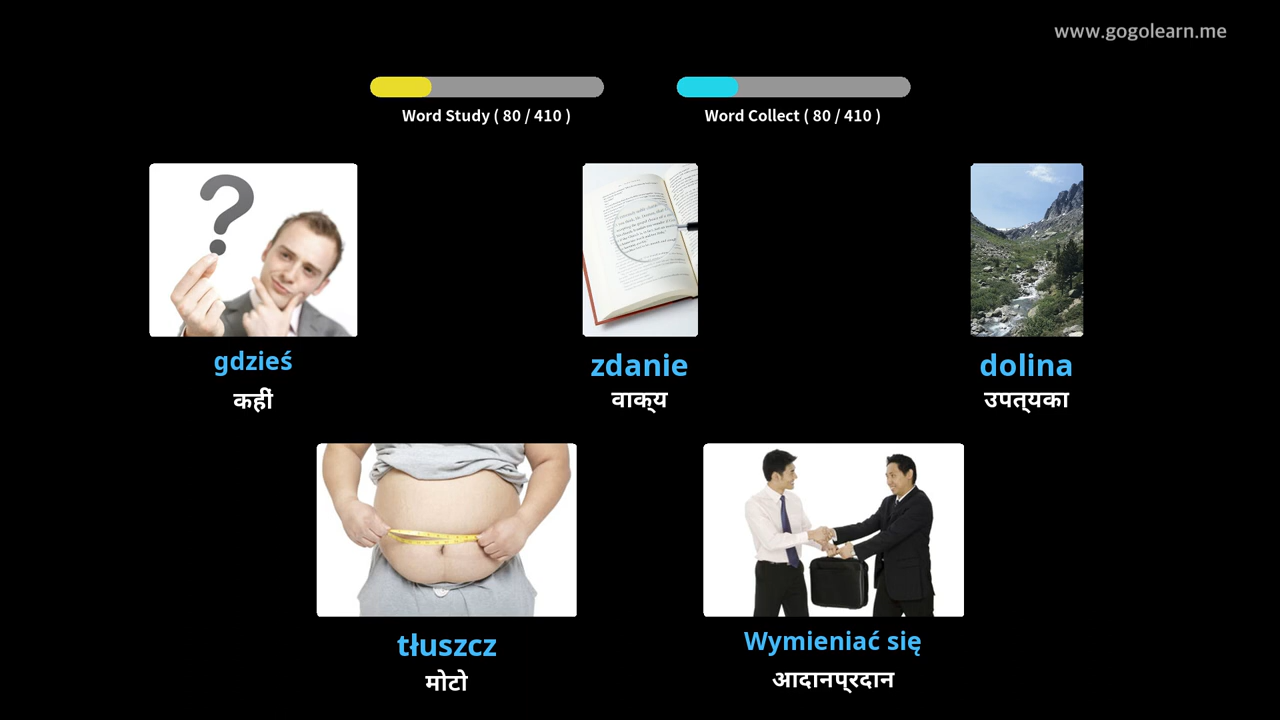 www.gogolearn.me
Word Study ( 80 / 410 )
Word Collect ( 80 / 410 )
gdzieś
कहीं
zdanie
वाक्य
dolina
उपत्यका
tłuszcz
मोटो
Wymieniać się
आदानप्रदान